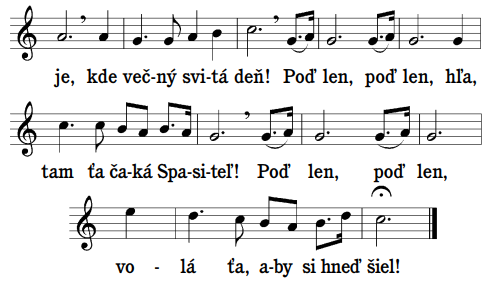 je, kde več-ný svi-tá deň! Poď len, poď len, hľa,
tam ťa ča-ká Spa-si-teľ! Poď len, poď len,
vo - lá ťa, a-by si hneď šiel!